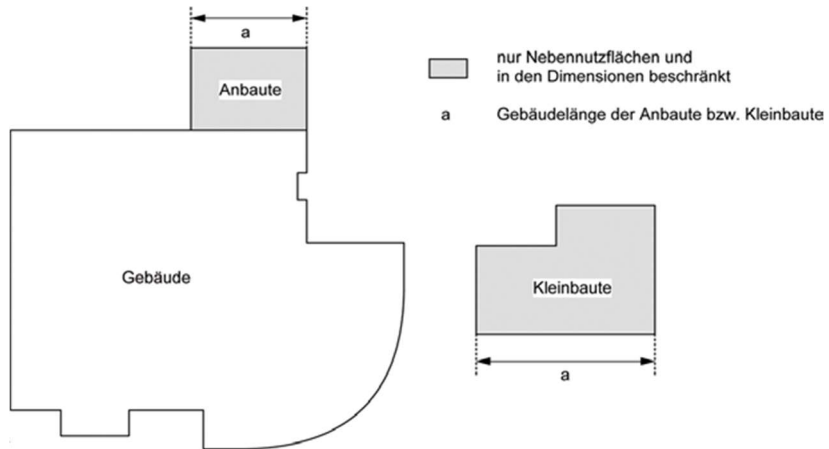 a
Anbaute
nur Nebennutzflächen und
in den Dimensionen beschränkt
a Gebäudelänge der Anbaute bzw. Kleinbaute
Gebäude
Kleinbaute
a